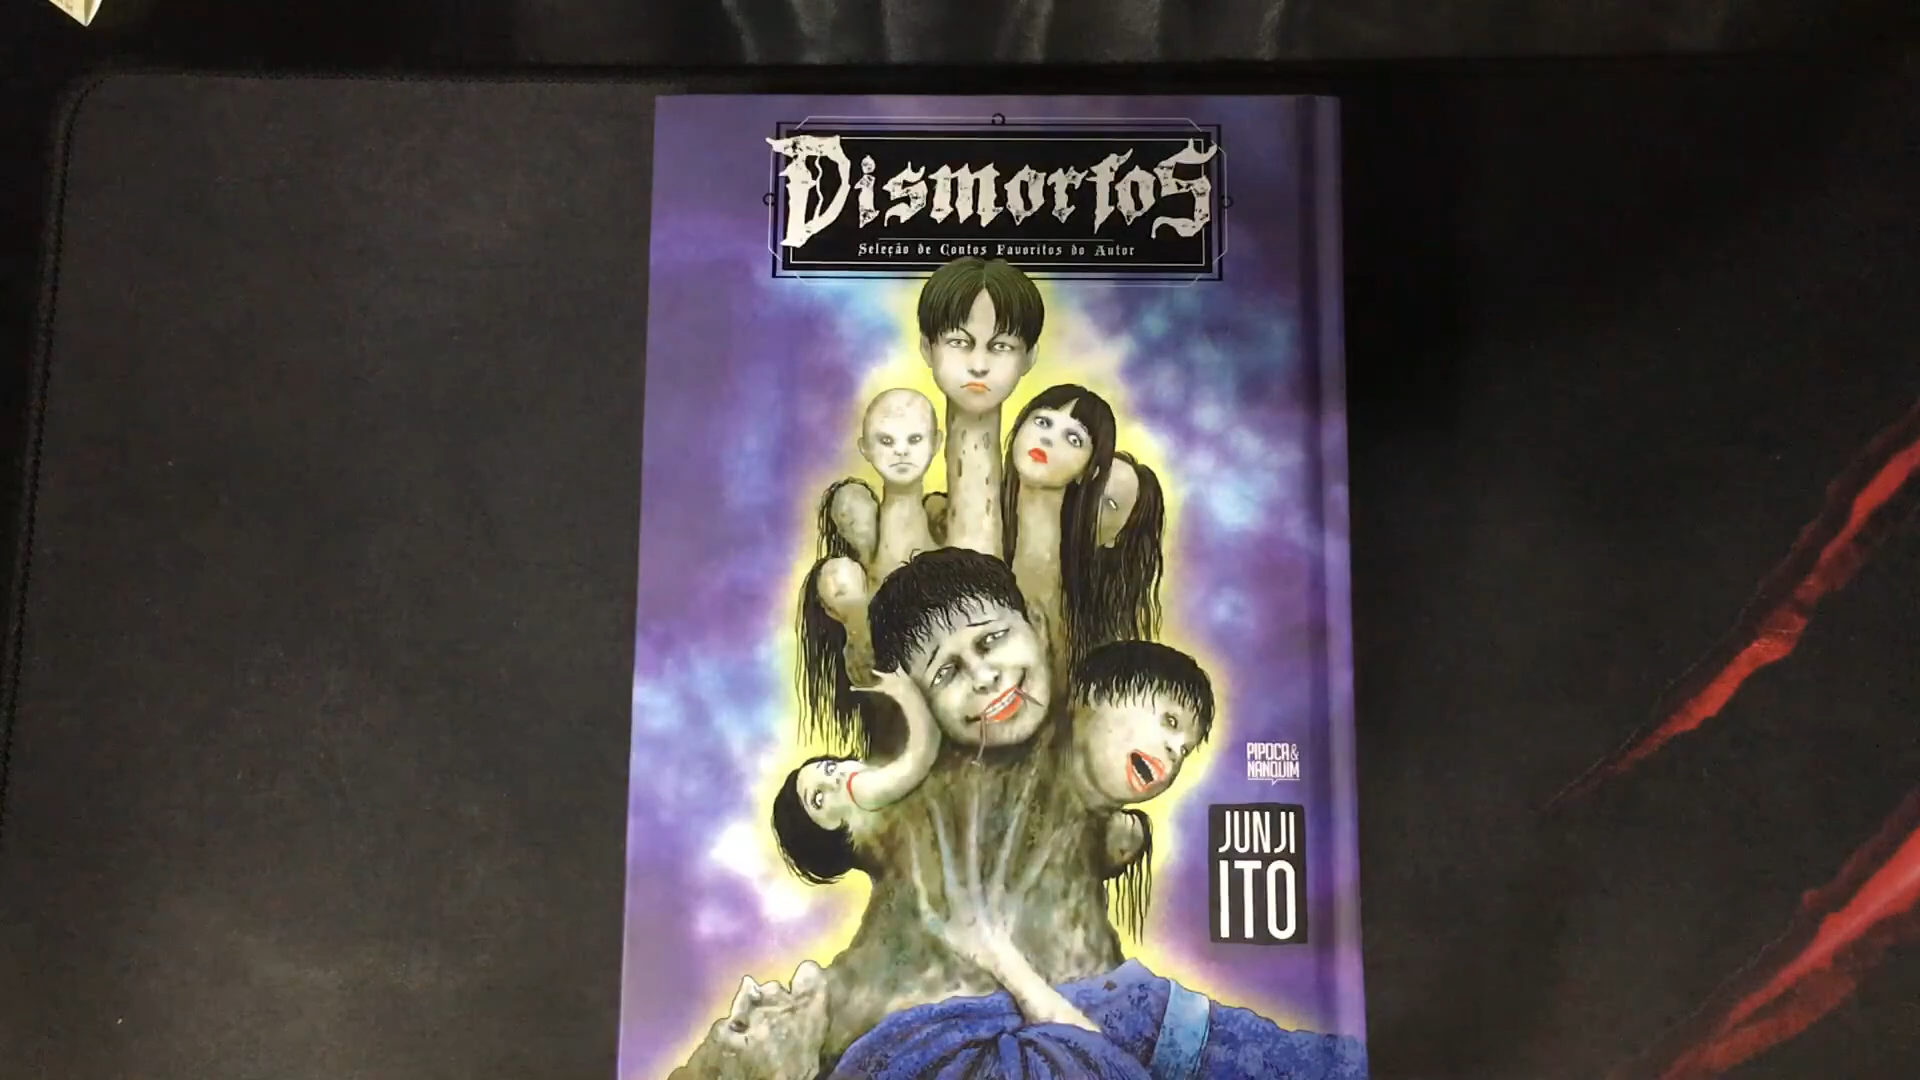 Dismorfos
Seleção de Contos Favoritos do Autor
PIPOCA &
NANQUIM
JUNJI
ITO